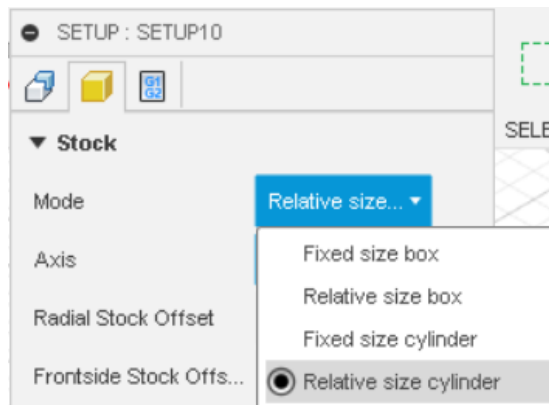 SETUP : SETUP10
G1
G2
SELE
Stock
Mode
Relative size...
Axis
Fixed size box
Relative size box
Radial Stock Offset
Fixed size cylinder
Frontside Stock Offs...
Relative size cylinder